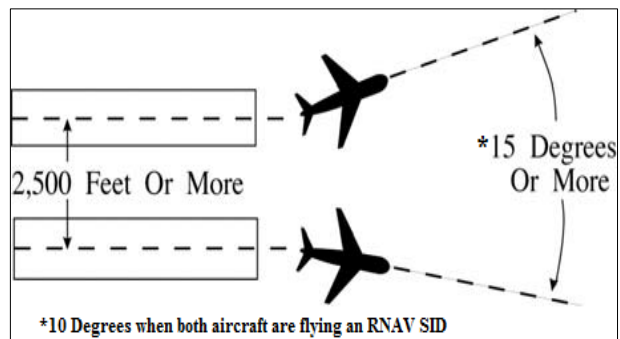 2,500 Feet Or More
*15 Degrees
Or More
*10 Degrees when both aircraft are flying an RNAV SID